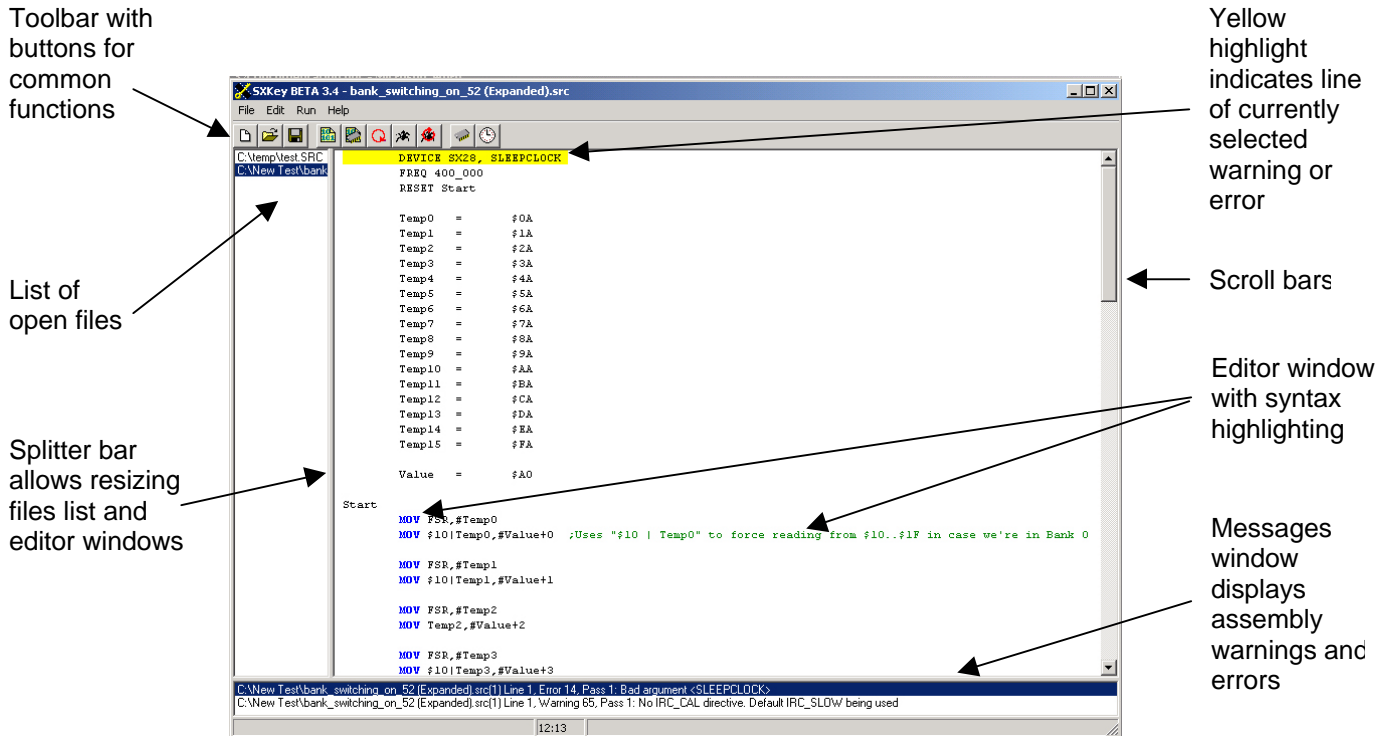 Toolbar with
buttons for
common
functions
List of
open files
Splitter bar
allows resizing
files list and
editor windows
SXKey BETA 3.4 - bank_switching_on_52 (Expanded).src
File Edit Run Help
C:\temp\test.SRC
C:\New Test\bank
DEVICE SX28, SLEEPCLOCK
FREQ 400_000
RESET Start
Temp0 = $0A
Temp1 = $1A
Temp2 = $2A
Temp3 = $3A
Temp4 = $4A
Temp5 = $5A
Temp6 = $6A
Temp7 = $7A
Temp8 = $8A
Temp9 = $9A
Temp10 = $AA
Temp11 = $BA
Temp12 = $CA
Temp13 = $DA
Temp14 = $EA
Temp15 = $FA
Value = $A0
Start
MOV FSR,#Temp0
MOV $10|Temp0,#Value+0 ;Uses "$10 | Temp0" to force reading from $10..$1F in case we're in Bank 0
MOV FSR,#Temp1
MOV $10|Temp1,#Value+1
MOV FSR,#Temp2
MOV Temp2,#Value+2
MOV FSR,#Temp3
MOV $10|Temp3,#Value+3
C:\New Test\bank_switching_on_52 (Expanded).src(1) Line 1, Error 14, Pass 1: Bad argument <SLEEPCLOCK>
C:\New Test\bank_switching_on_52 (Expanded).src(1) Line 1, Warning 65, Pass 1: No IRC_CAL directive. Default IRC_SLOW being used
12:13
Yellow
highlight
indicates line
of currently
selected
warning or
error
Scroll bars
Editor window
with syntax
highlighting
Messages
window
displays
assembly
warnings and
errors